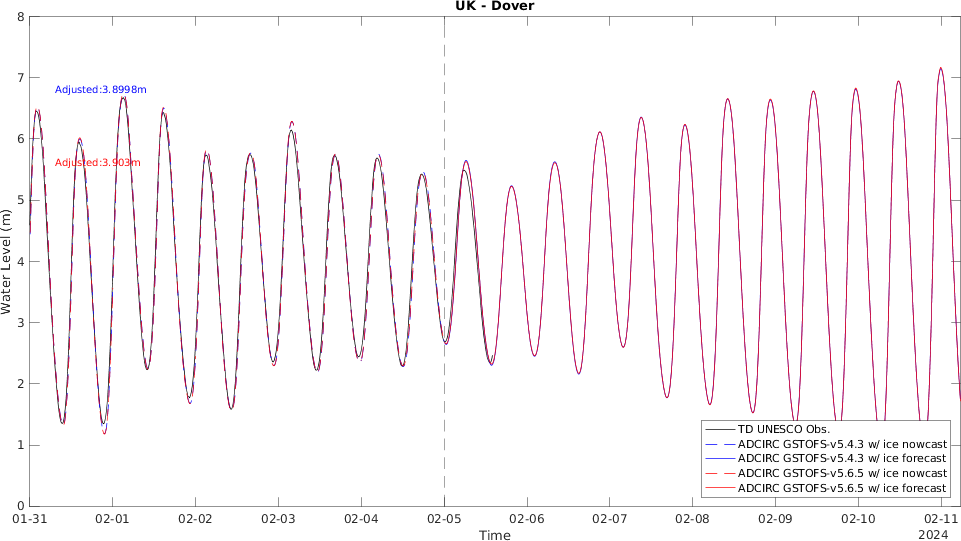 UK - Dover
8
7
6
5
4
3
2
1
0
Water Level (m)
Adjusted:3.8998m
Adjusted:3.903m
TD UNESCO Obs.
ADCIRC GSTOFS-v5.4.3 w/ ice nowcast
ADCIRC GSTOFS-v5.4.3 w/ ice forecast
ADCIRC GSTOFS-v5.6.5 w/ ice nowcast
ADCIRC GSTOFS-v5.6.5 w/ ice forecast
01-31 02-01 02-02 02-03 02-04 02-05 02-06 02-07 02-08 02-09 02-10 02-11
Time
2024